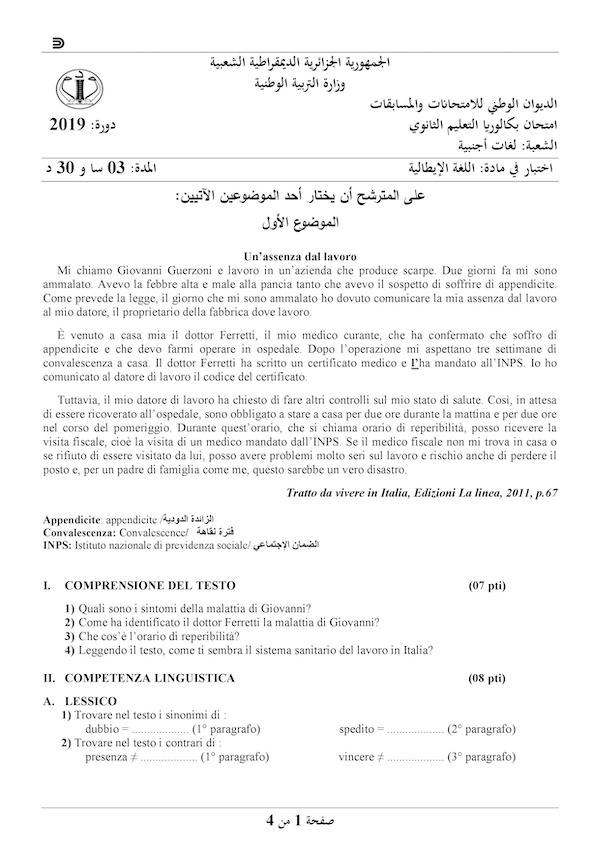 الجمهورية الجزائرية الديمقراطية الشعبية
وزارة التربية الوطنية
الديوان الوطني للامتحانات والمسابقات
امتحان بكالوريا التعليم الثانوي
دورة: 2019
الشعبة: لغات أجنبية
اختبار في مادة: اللغة الإيطالية
المدة: 03 سا و 30 د
على المترشح أن يختار أحد الموضوعين الآتيين:
الموضوع الأول
Un'assenza dal lavoro
Mi chiamo Giovanni Guerzoni e lavoro in un'azienda che produce scarpe. Due giorni fa mi sono
ammalato. Avevo la febbre alta e male alla pancia tanto che avevo il sospetto di soffrire di appendicite.
Come prevede la legge, il giorno che mi sono ammalato ho dovuto comunicare la mia assenza dal lavoro
al mio datore, il proprietario della fabbrica dove lavoro.
È venuto a casa mia il dottor Ferretti, il mio medico curante, che ha confermato che soffro di
appendicite e che devo farmi operare in ospedale. Dopo l'operazione mi aspettano tre settimane di
convalescenza a casa. Il dottor Ferretti ha scritto un certificato medico e l'ha mandato all'INPS. Io ho
comunicato al datore di lavoro il codice del certificato.
Tuttavia, il mio datore di lavoro ha chiesto di fare altri controlli sul mio stato di salute. Così, in attesa
di essere ricoverato all'ospedale, sono obbligato a stare a casa per due ore durante la mattina e per due ore
nel corso del pomeriggio. Durante quest'orario, che si chiama orario di reperibilità, posso ricevere la
visita fiscale, cioè la visita di un medico mandato dall'INPS. Se il medico fiscale non mi trova in casa o
se rifiuto di essere visitato da lui, posso avere problemi molto seri sul lavoro e rischio anche di perdere il
posto e, per un padre di famiglia come me, questo sarebbe un vero disastro.
Tratto da vivere in Italia, Edizioni La linea, 2011, p.67
Appendicite: appendicite /الزائدة الدودية
Convalescenza: Convalescence/ فترة نقاهة
INPS: Istituto nazionale di previdenza sociale/ الضمان الإجتماعي
I. COMPRENSIONE DEL TESTO (07 pti)
1) Quali sono i sintomi della malattia di Giovanni?
2) Come ha identificato il dottor Ferretti la malattia di Giovanni?
3) Che cos'è l'orario di reperibilità?
4) Leggendo il testo, come ti sembra il sistema sanitario del lavoro in Italia?
II. COMPETENZA LINGUISTICA (08 pti)
A. LESSICO
1) Trovare nel testo i sinonimi di :
dubbio = ................... (1° paragrafo) spedito = ................... (2° paragrafo)
2) Trovare nel testo i contrari di :
presenza ≠ ................... (1° paragrafo) vincere ≠ ................... (3° paragrafo)
صفحة 1 من 4